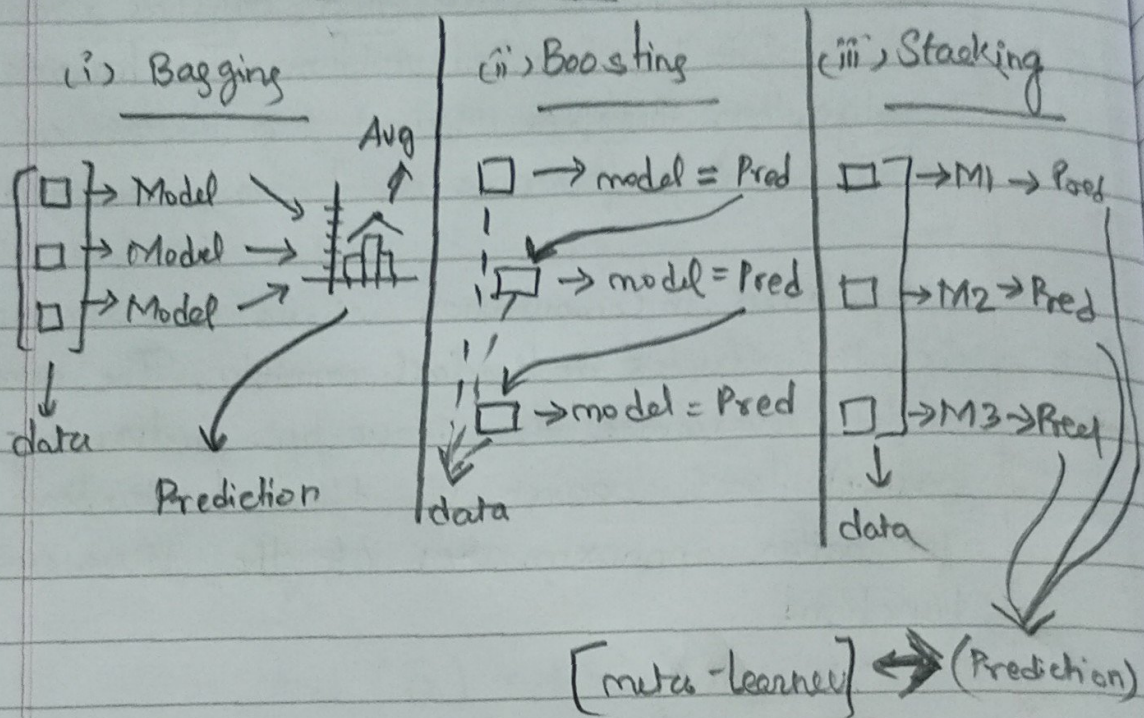 (i) Bagging
Avg
→ Model
→ Model
→ Model
data
Prediction
(ii) Boosting
→ model = Pred
→ model = Pred
→ model = Pred
data
(iii) Stacking
→ M1 → Pred
→ M2 → Pred
→ M3 → Pred
data
[meta-learner] ↔ (Prediction)